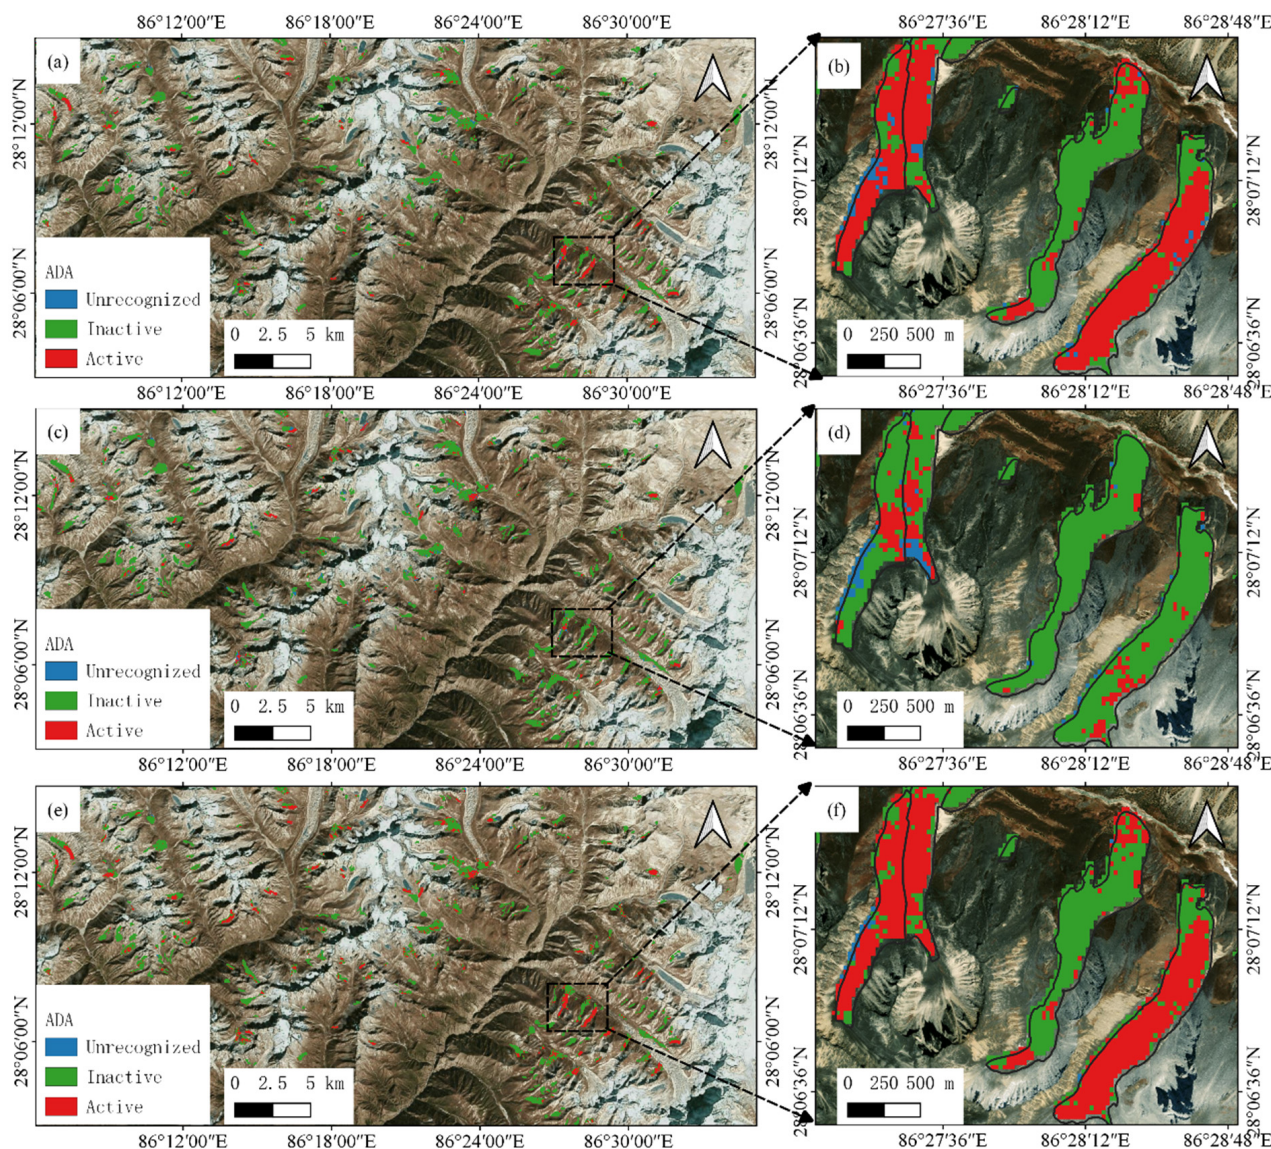 86°12′00″E 86°18′00″E 86°24′00″E 86°30′00″E 86°27′36″E 86°28′12″E 86°28′48″E
(a) (b)
28°12′00″N 28°06′00″N
28°07′12″N 28°06′36″N
28°07′12″N 28°06′36″N
ADA
Unrecognized
Inactive
Active
0 2.5 5 km
0 250 500 m
86°12′00″E 86°18′00″E 86°24′00″E 86°30′00″E 86°27′36″E 86°28′12″E 86°28′48″E
(c) (d)
28°12′00″N 28°06′00″N
28°12′00″N 28°06′00″N
28°07′12″N 28°06′36″N
28°07′12″N 28°06′36″N
ADA
Unrecognized
Inactive
Active
0 2.5 5 km
0 250 500 m
86°12′00″E 86°18′00″E 86°24′00″E 86°30′00″E 86°27′36″E 86°28′12″E 86°28′48″E
(e) (f)
28°12′00″N 28°06′00″N
28°12′00″N 28°06′00″N
28°07′12″N 28°06′36″N
28°07′12″N 28°06′36″N
ADA
Unrecognized
Inactive
Active
0 2.5 5 km
0 250 500 m
28°12′00″N 28°06′00″N
86°12′00″E 86°18′00″E 86°24′00″E 86°30′00″E 86°27′36″E 86°28′12″E 86°28′48″E